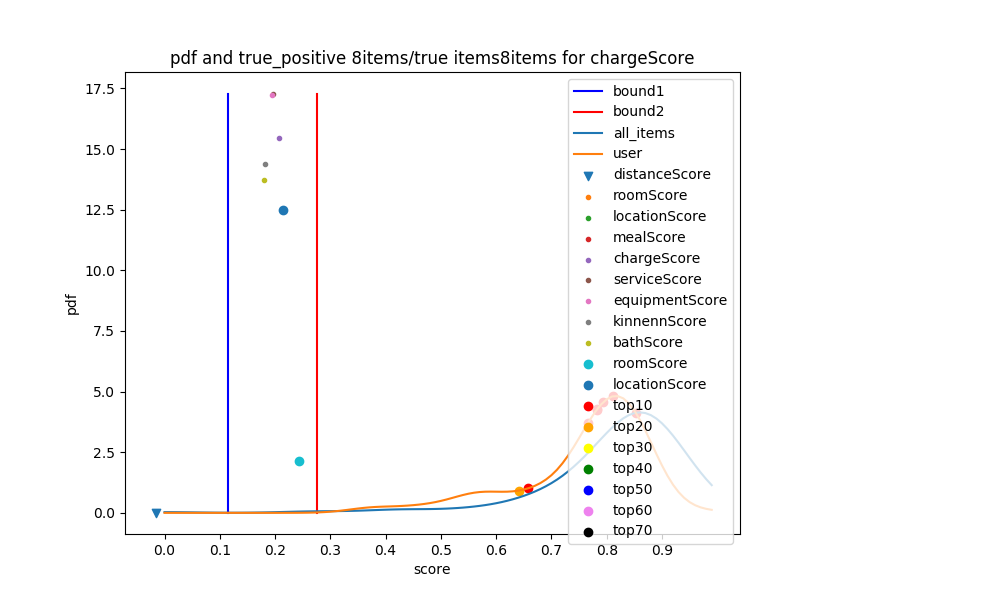 pdf and true_positive 8items/true items8items for chargeScore
17.5
15.0
12.5
10.0
7.5
5.0
2.5
0.0
pdf
0.0 0.1 0.2 0.3 0.4 0.5 0.6 0.7 0.8 0.9
score
bound1
bound2
all_items
user
distanceScore
roomScore
locationScore
mealScore
chargeScore
serviceScore
equipmentScore
kinnennScore
bathScore
roomScore
locationScore
top10
top20
top30
top40
top50
top60
top70